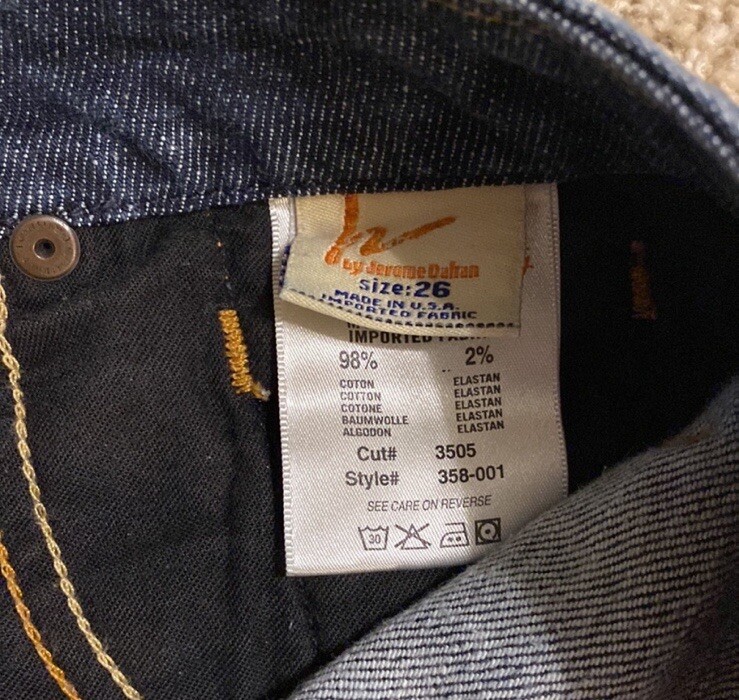 by Jerome Dahan
Size: 26
MADE IN U.S.A.
IMPORTED FABRIC
IMPORTED
98% 2%
COTON ELASTAN
COTTON ELASTAN
COTONE ELASTAN
BAUMWOLLE ELASTAN
ALGODON ELASTAN
Cut# 3505
Style# 358-001
SEE CARE ON REVERSE
30